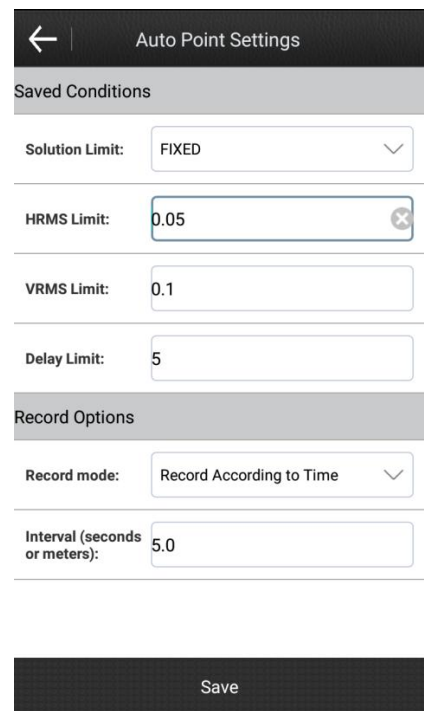 Auto Point Settings
Saved Conditions
Solution Limit: FIXED
HRMS Limit: 0.05
VRMS Limit: 0.1
Delay Limit: 5
Record Options
Record mode: Record According to Time
Interval (seconds
or meters): 5.0
Save